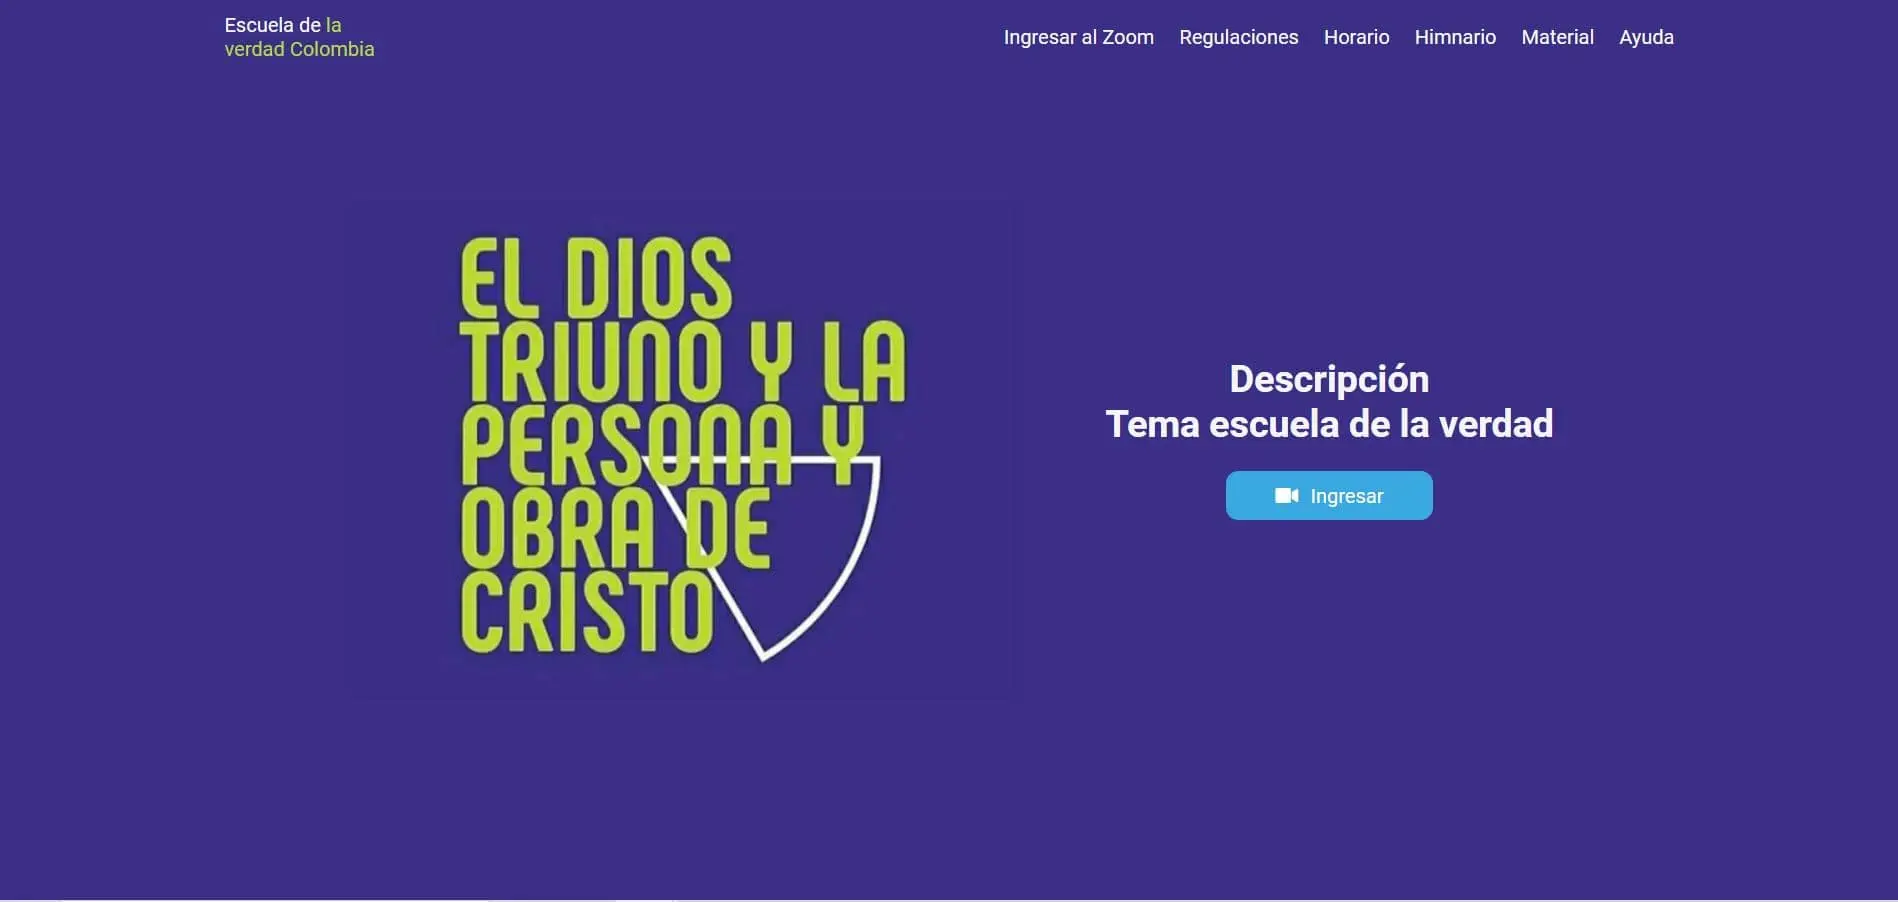 Escuela de la
verdad Colombia
Ingresar al Zoom Regulaciones Horario Himnario Material Ayuda
EL DIOS
TRIUNO Y LA
PERSONA Y
OBRA DE
CRISTO
Descripción
Tema escuela de la verdad
Ingresar